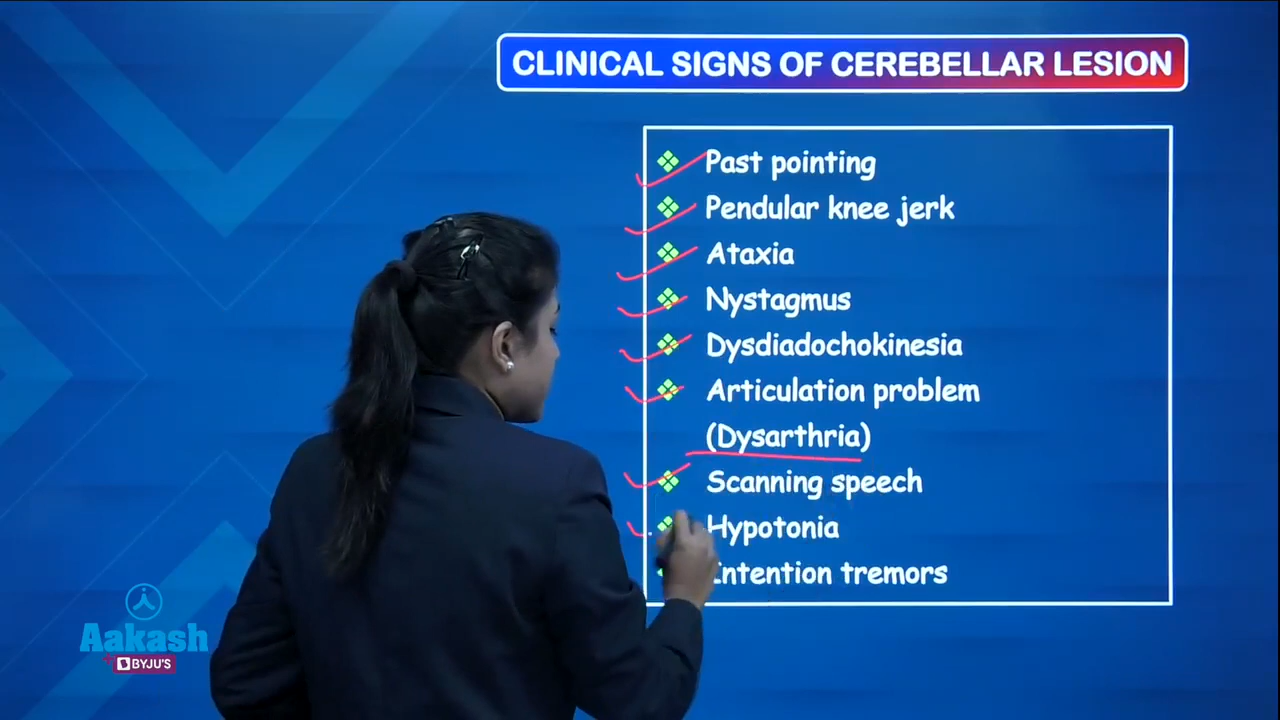 CLINICAL SIGNS OF CEREBELLAR LESION
Past pointing
Pendular knee jerk
Ataxia
Nystagmus
Dysdiadochokinesia
Articulation problem
(Dysarthria)
Scanning speech
Hypotonia
Intention tremors
Aakash
+ BYJU'S